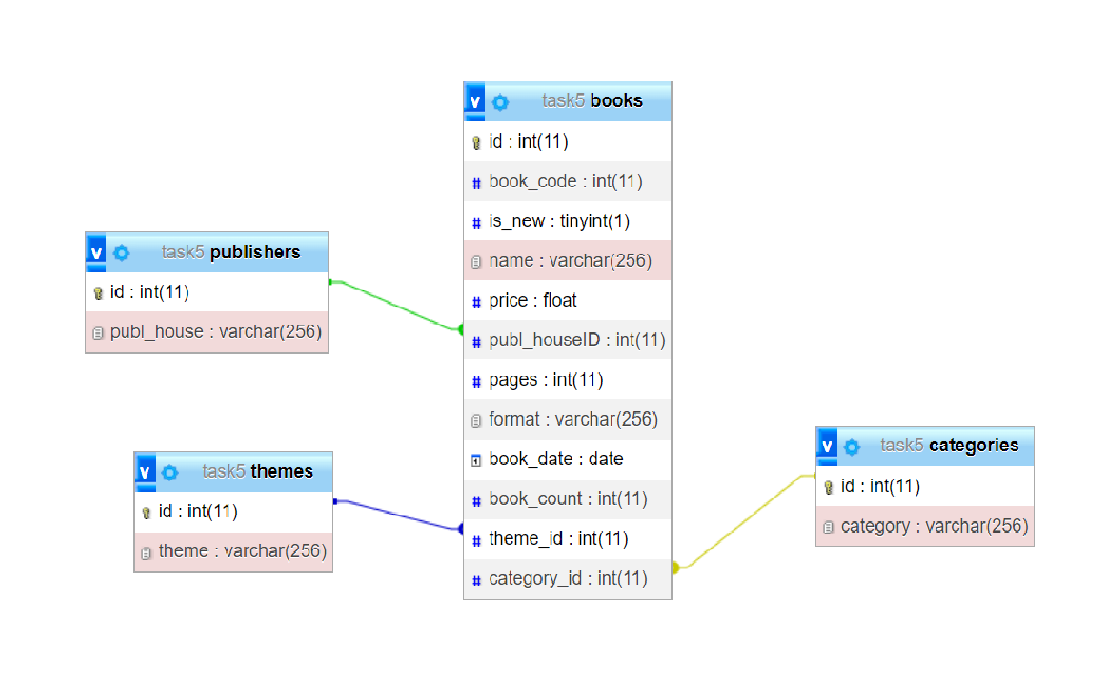 task5 books
id : int(11)
book_code : int(11)
is_new : tinyint(1)
name : varchar(256)
price : float
publ_houseID : int(11)
pages : int(11)
format : varchar(256)
book_date : date
book_count : int(11)
theme_id : int(11)
category_id : int(11)
task5 publishers
id : int(11)
publ_house : varchar(256)
task5 themes
id : int(11)
theme : varchar(256)
task5 categories
id : int(11)
category : varchar(256)